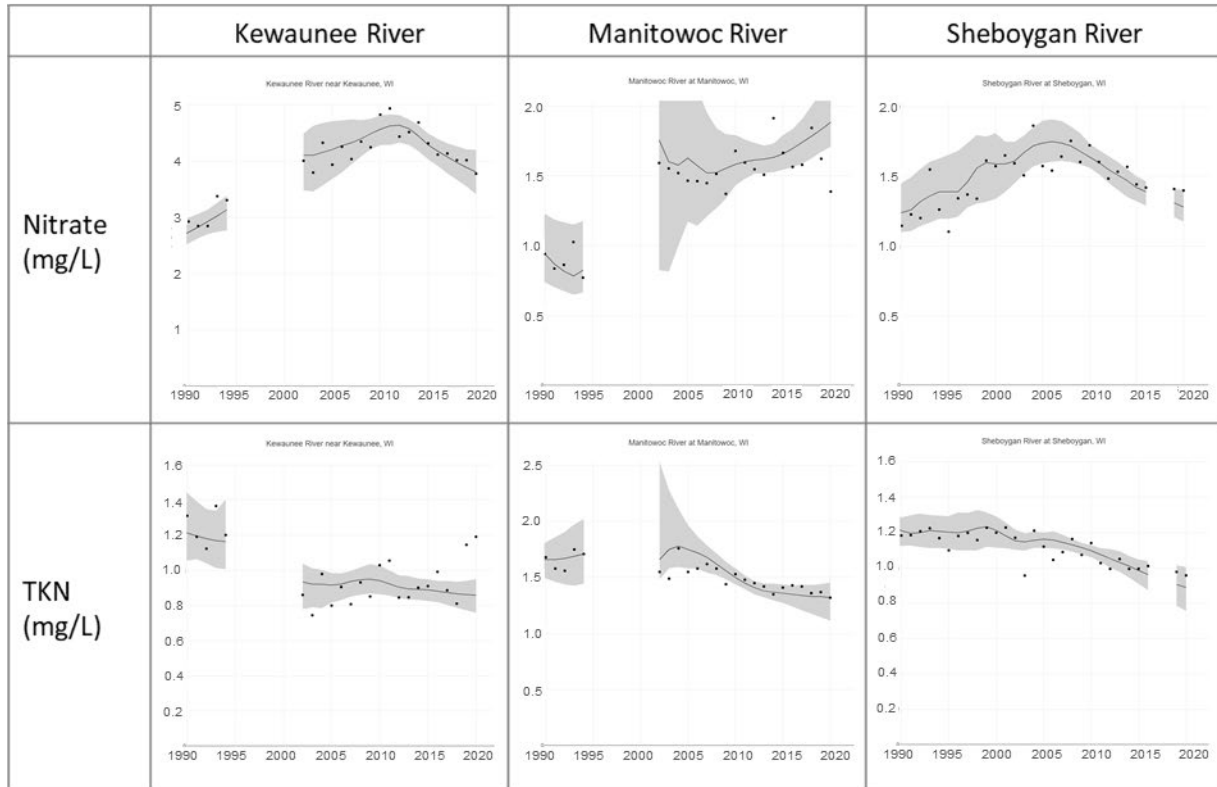 Kewaunee River Manitowoc River Sheboygan River
Nitrate
(mg/L)
Kewaunee River near Kewaunee, WI
5
4
3
2
1
1990 1995 2000 2005 2010 2015 2020
Manitowoc River at Manitowoc, WI
2.0
1.5
1.0
0.5
1990 1995 2000 2005 2010 2015 2020
Sheboygan River at Sheboygan, WI
2.0
1.5
1.0
0.5
1990 1995 2000 2005 2010 2015 2020
TKN
(mg/L)
Kewaunee River near Kewaunee, WI
1.6
1.4
1.2
1.0
0.8
0.6
0.4
0.2
1990 1995 2000 2005 2010 2015 2020
Manitowoc River at Manitowoc, WI
2.5
2.0
1.5
1.0
0.5
1990 1995 2000 2005 2010 2015 2020
Sheboygan River at Sheboygan, WI
1.6
1.4
1.2
1.0
0.8
0.6
0.4
0.2
1990 1995 2000 2005 2010 2015 2020